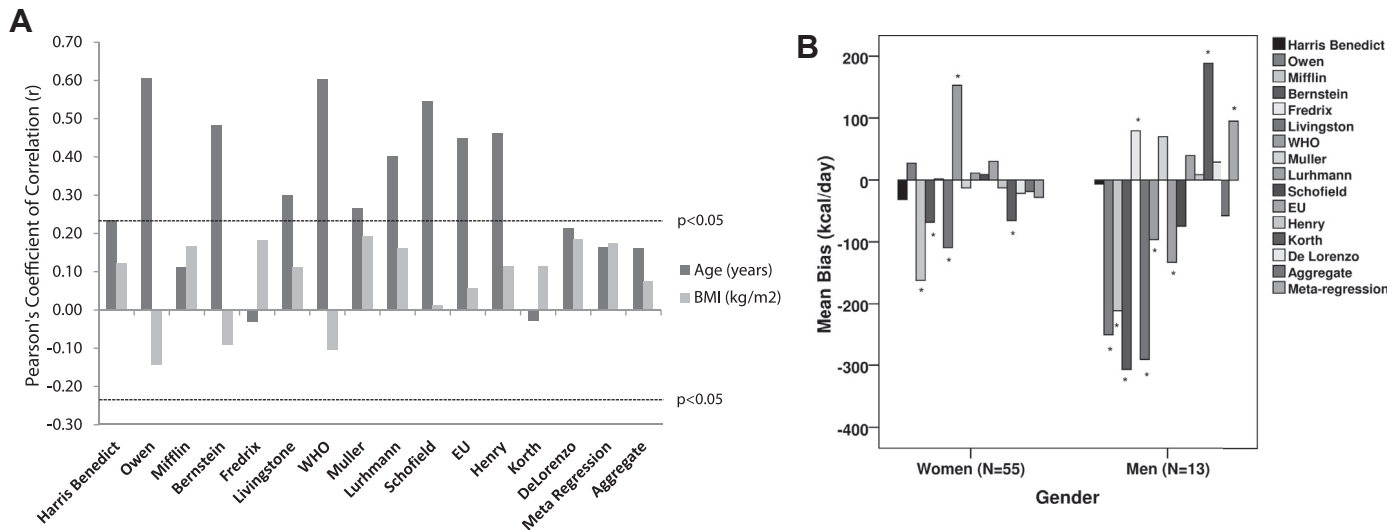 A
Pearson's Coefficient of Correlation (r)
0.70
0.60
0.50
0.40
0.30
0.20
0.10
0.00
-0.10
-0.20
-0.30
p<0.05
p<0.05
Age (years)
BMI (kg/m2)
Harris Benedict
Owen
Mifflin
Bernstein
Fredrix
Livingstone
WHO
Muller
Lurhmann
Schofield
EU
Henry
Korth
DeLorenzo
Meta Regression
Aggregate
B
Mean Bias (kcal/day)
200
100
0
-100
-200
-300
-400
* * * * *
* * * * * * * * *
Women (N=55)
Men (N=13)
Gender
Harris Benedict
Owen
Mifflin
Bernstein
Fredrix
Livingston
WHO
Muller
Lurhmann
Schofield
EU
Henry
Korth
De Lorenzo
Aggregate
Meta-regression